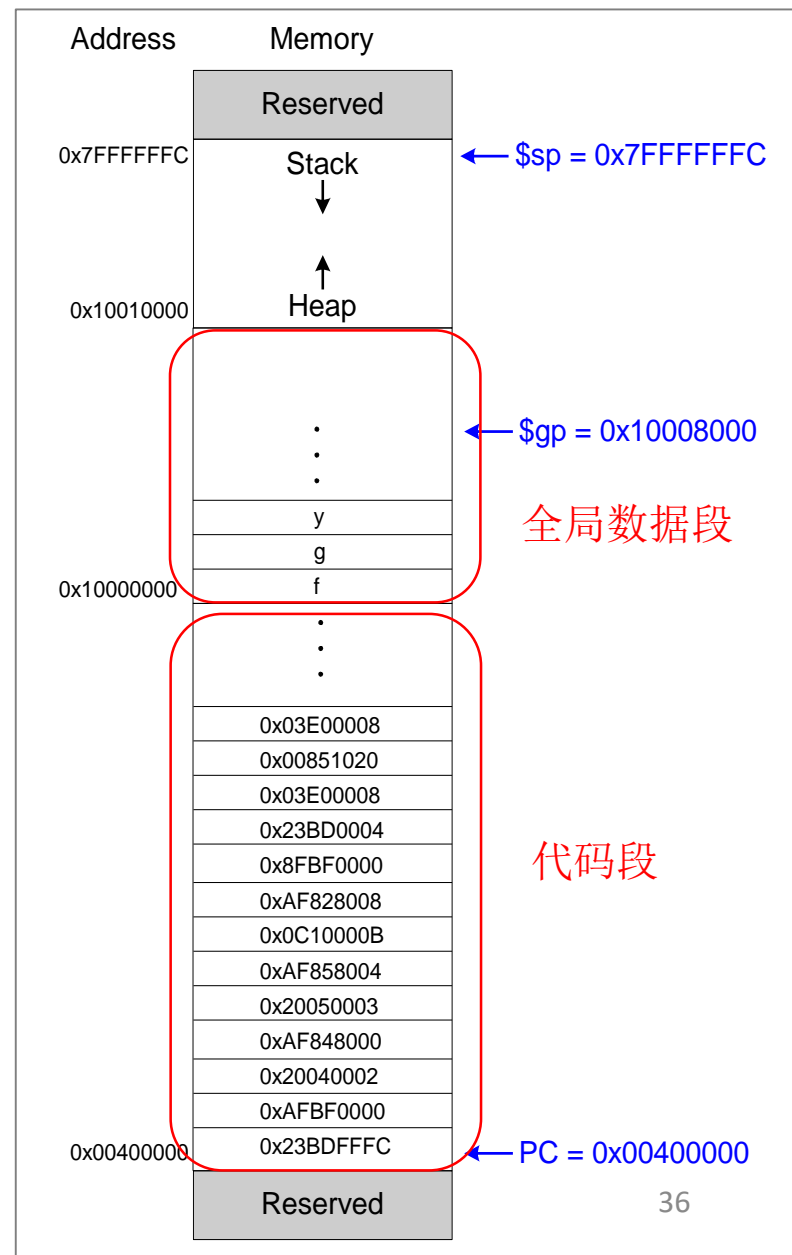 Address Memory
Reserved
0x7FFFFFFC Stack $sp = 0x7FFFFFFC
0x10010000 Heap
$gp = 0x10008000
y
全局数据段
g
0x10000000 f
0x03E00008
0x00851020
0x03E00008
0x23BD0004
代码段
0x8FBF0000
0xAF828008
0x0C10000B
0xAF858004
0x20050003
0xAF848000
0x20040002
0xAFBF0000
0x00400000 0x23BDFFFC PC = 0x00400000
Reserved 36